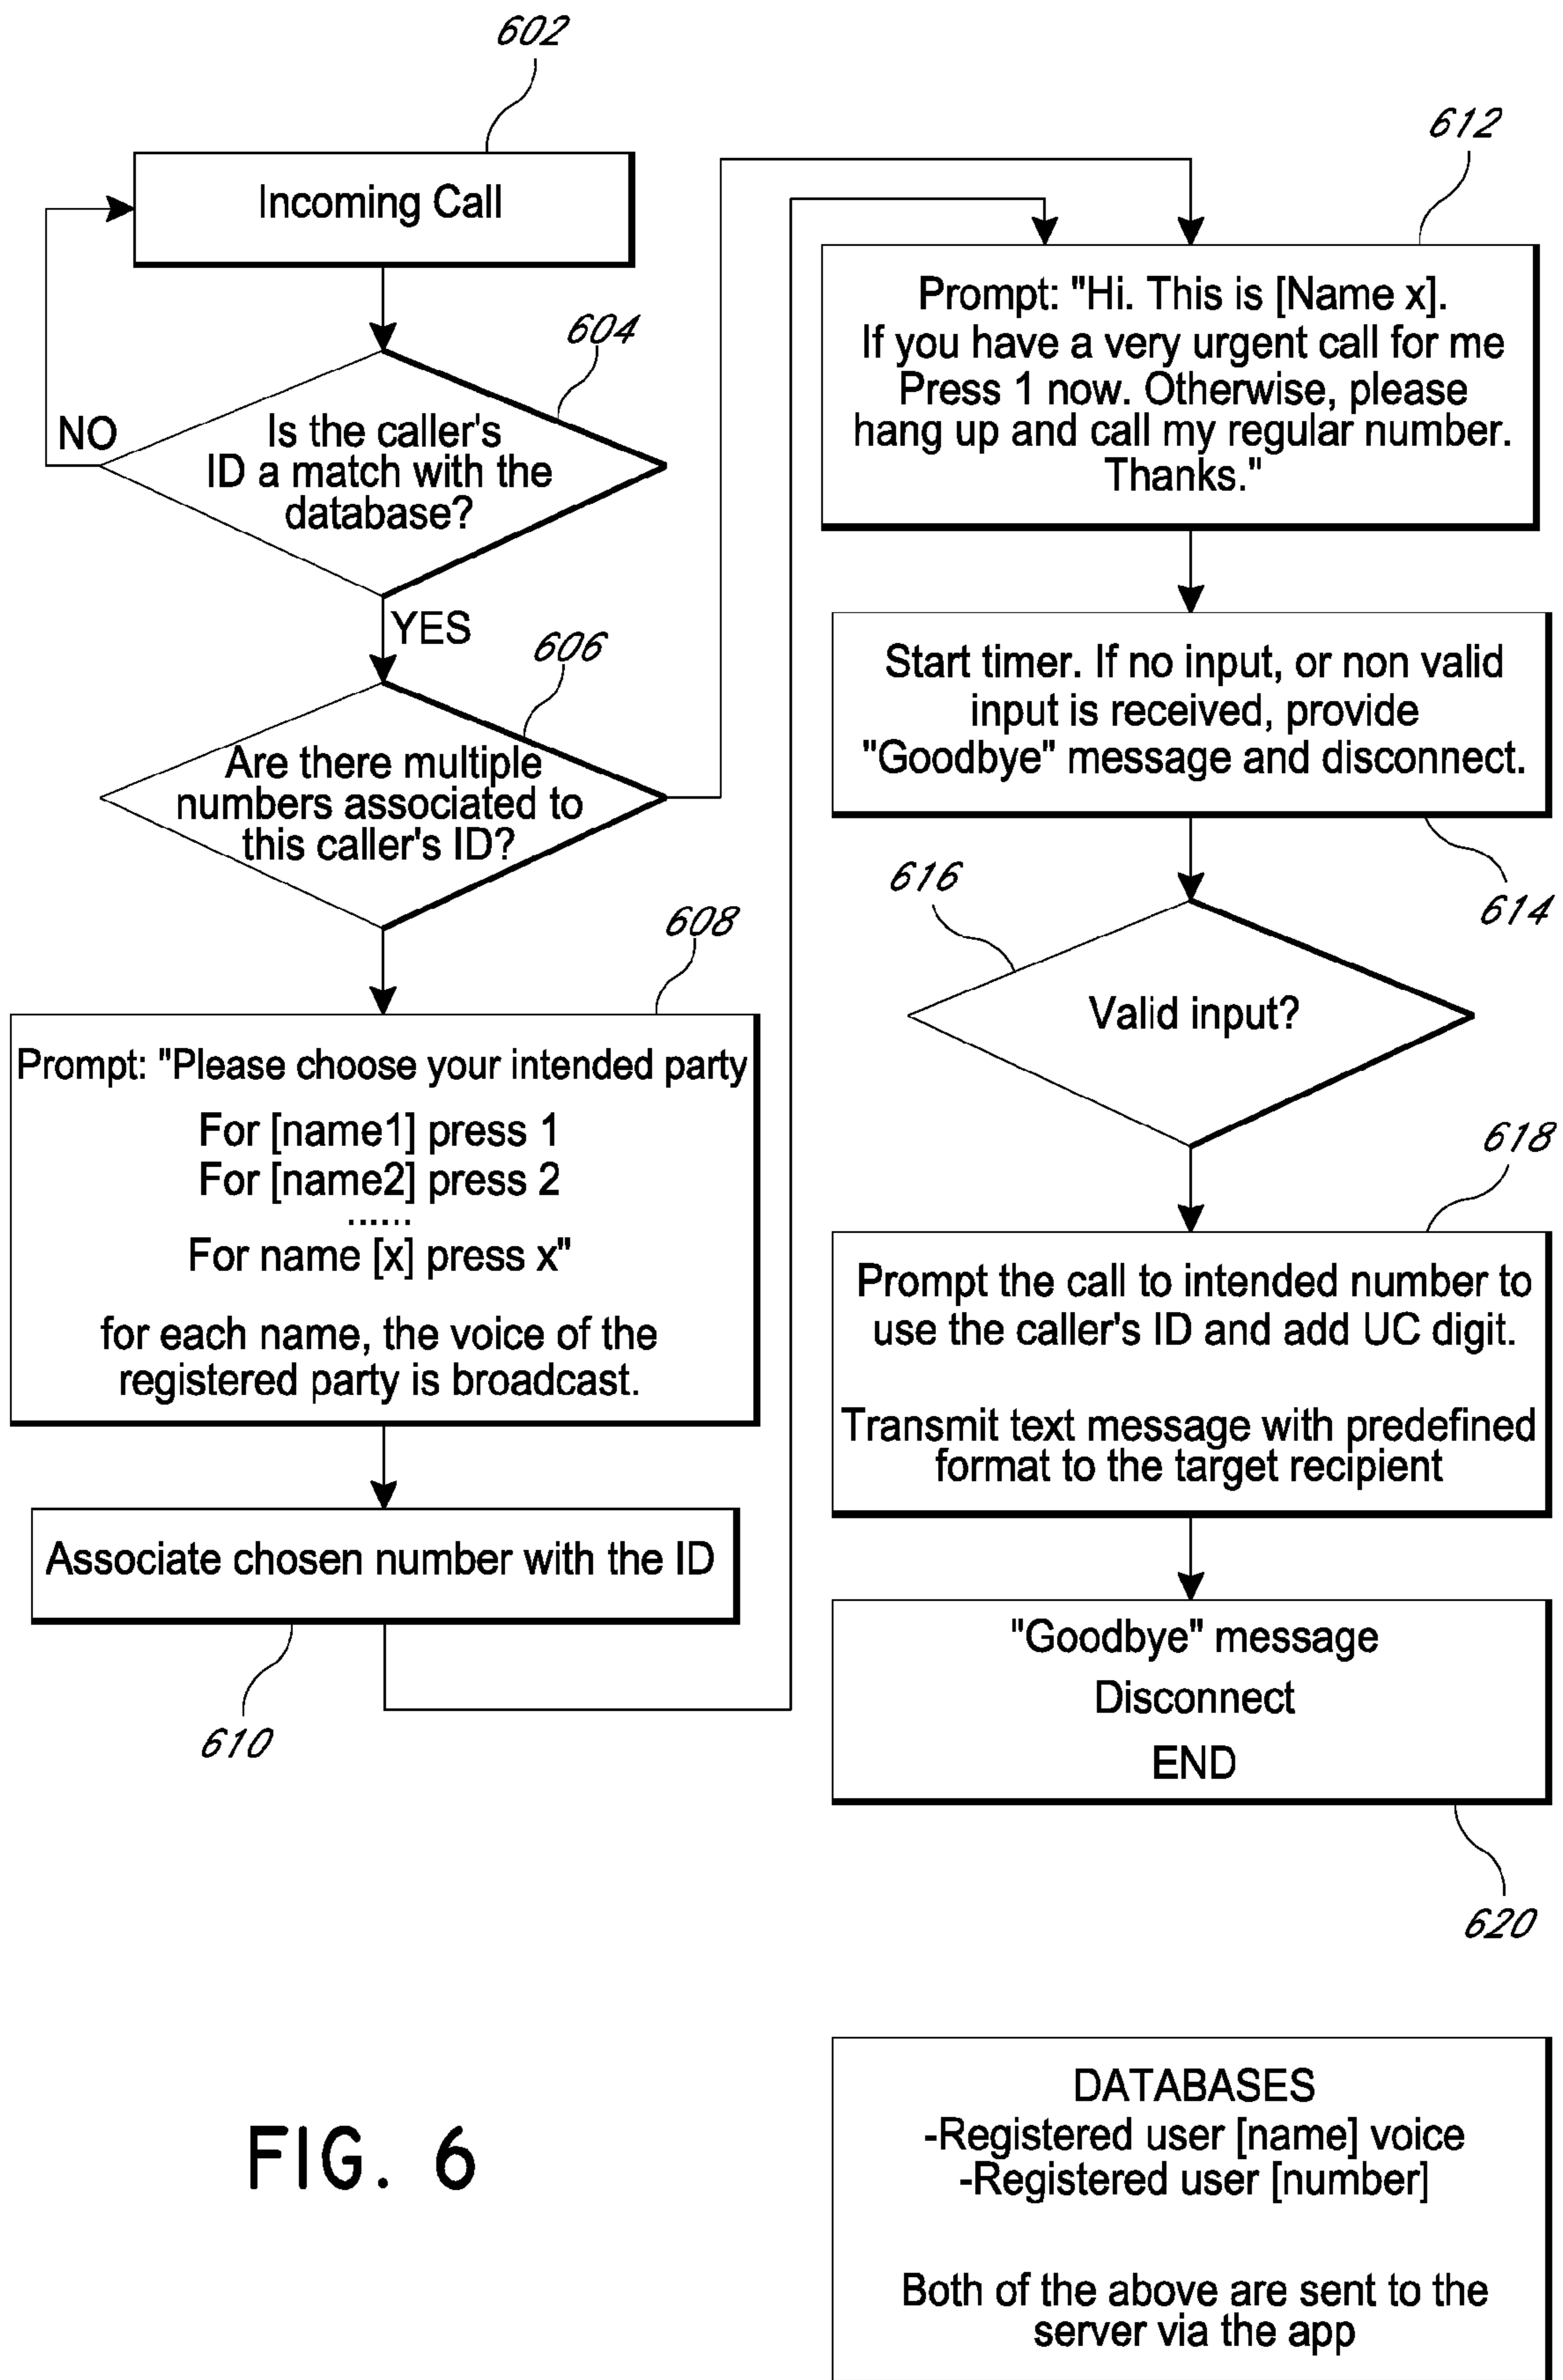 602
Incoming Call
604
Is the caller's
ID a match with the
database?
NO
YES
606
Are there multiple
numbers associated to
this caller's ID?
608
Prompt: "Please choose your intended party
For [name1] press 1
For [name2] press 2
......
For name [x] press x"
for each name, the voice of the
registered party is broadcast.
Associate chosen number with the ID
610
612
Prompt: "Hi. This is [Name x].
If you have a very urgent call for me
Press 1 now. Otherwise, please
hang up and call my regular number.
Thanks."
Start timer. If no input, or non valid
input is received, provide
"Goodbye" message and disconnect.
614
616
Valid input?
618
Prompt the call to intended number to
use the caller's ID and add UC digit.
Transmit text message with predefined
format to the target recipient
"Goodbye" message
Disconnect
END
620
DATABASES
-Registered user [name] voice
-Registered user [number]
Both of the above are sent to the
server via the app
FIG. 6